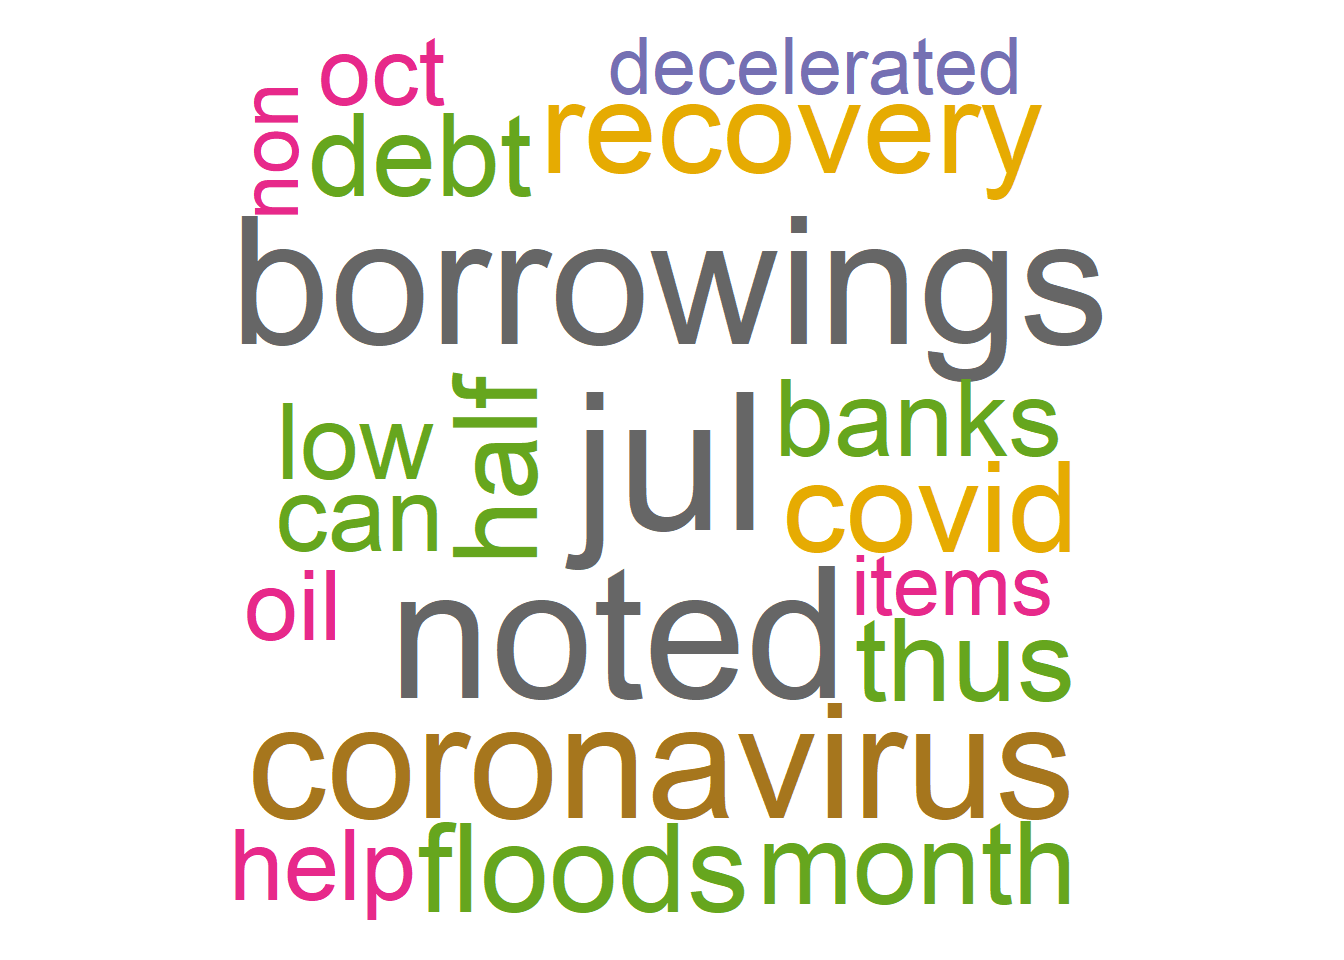 oct
decelerated
non
debt
recovery
borrowings
low
half
jul
banks
can
covid
oil
noted
items
thus
coronavirus
help
floods
month